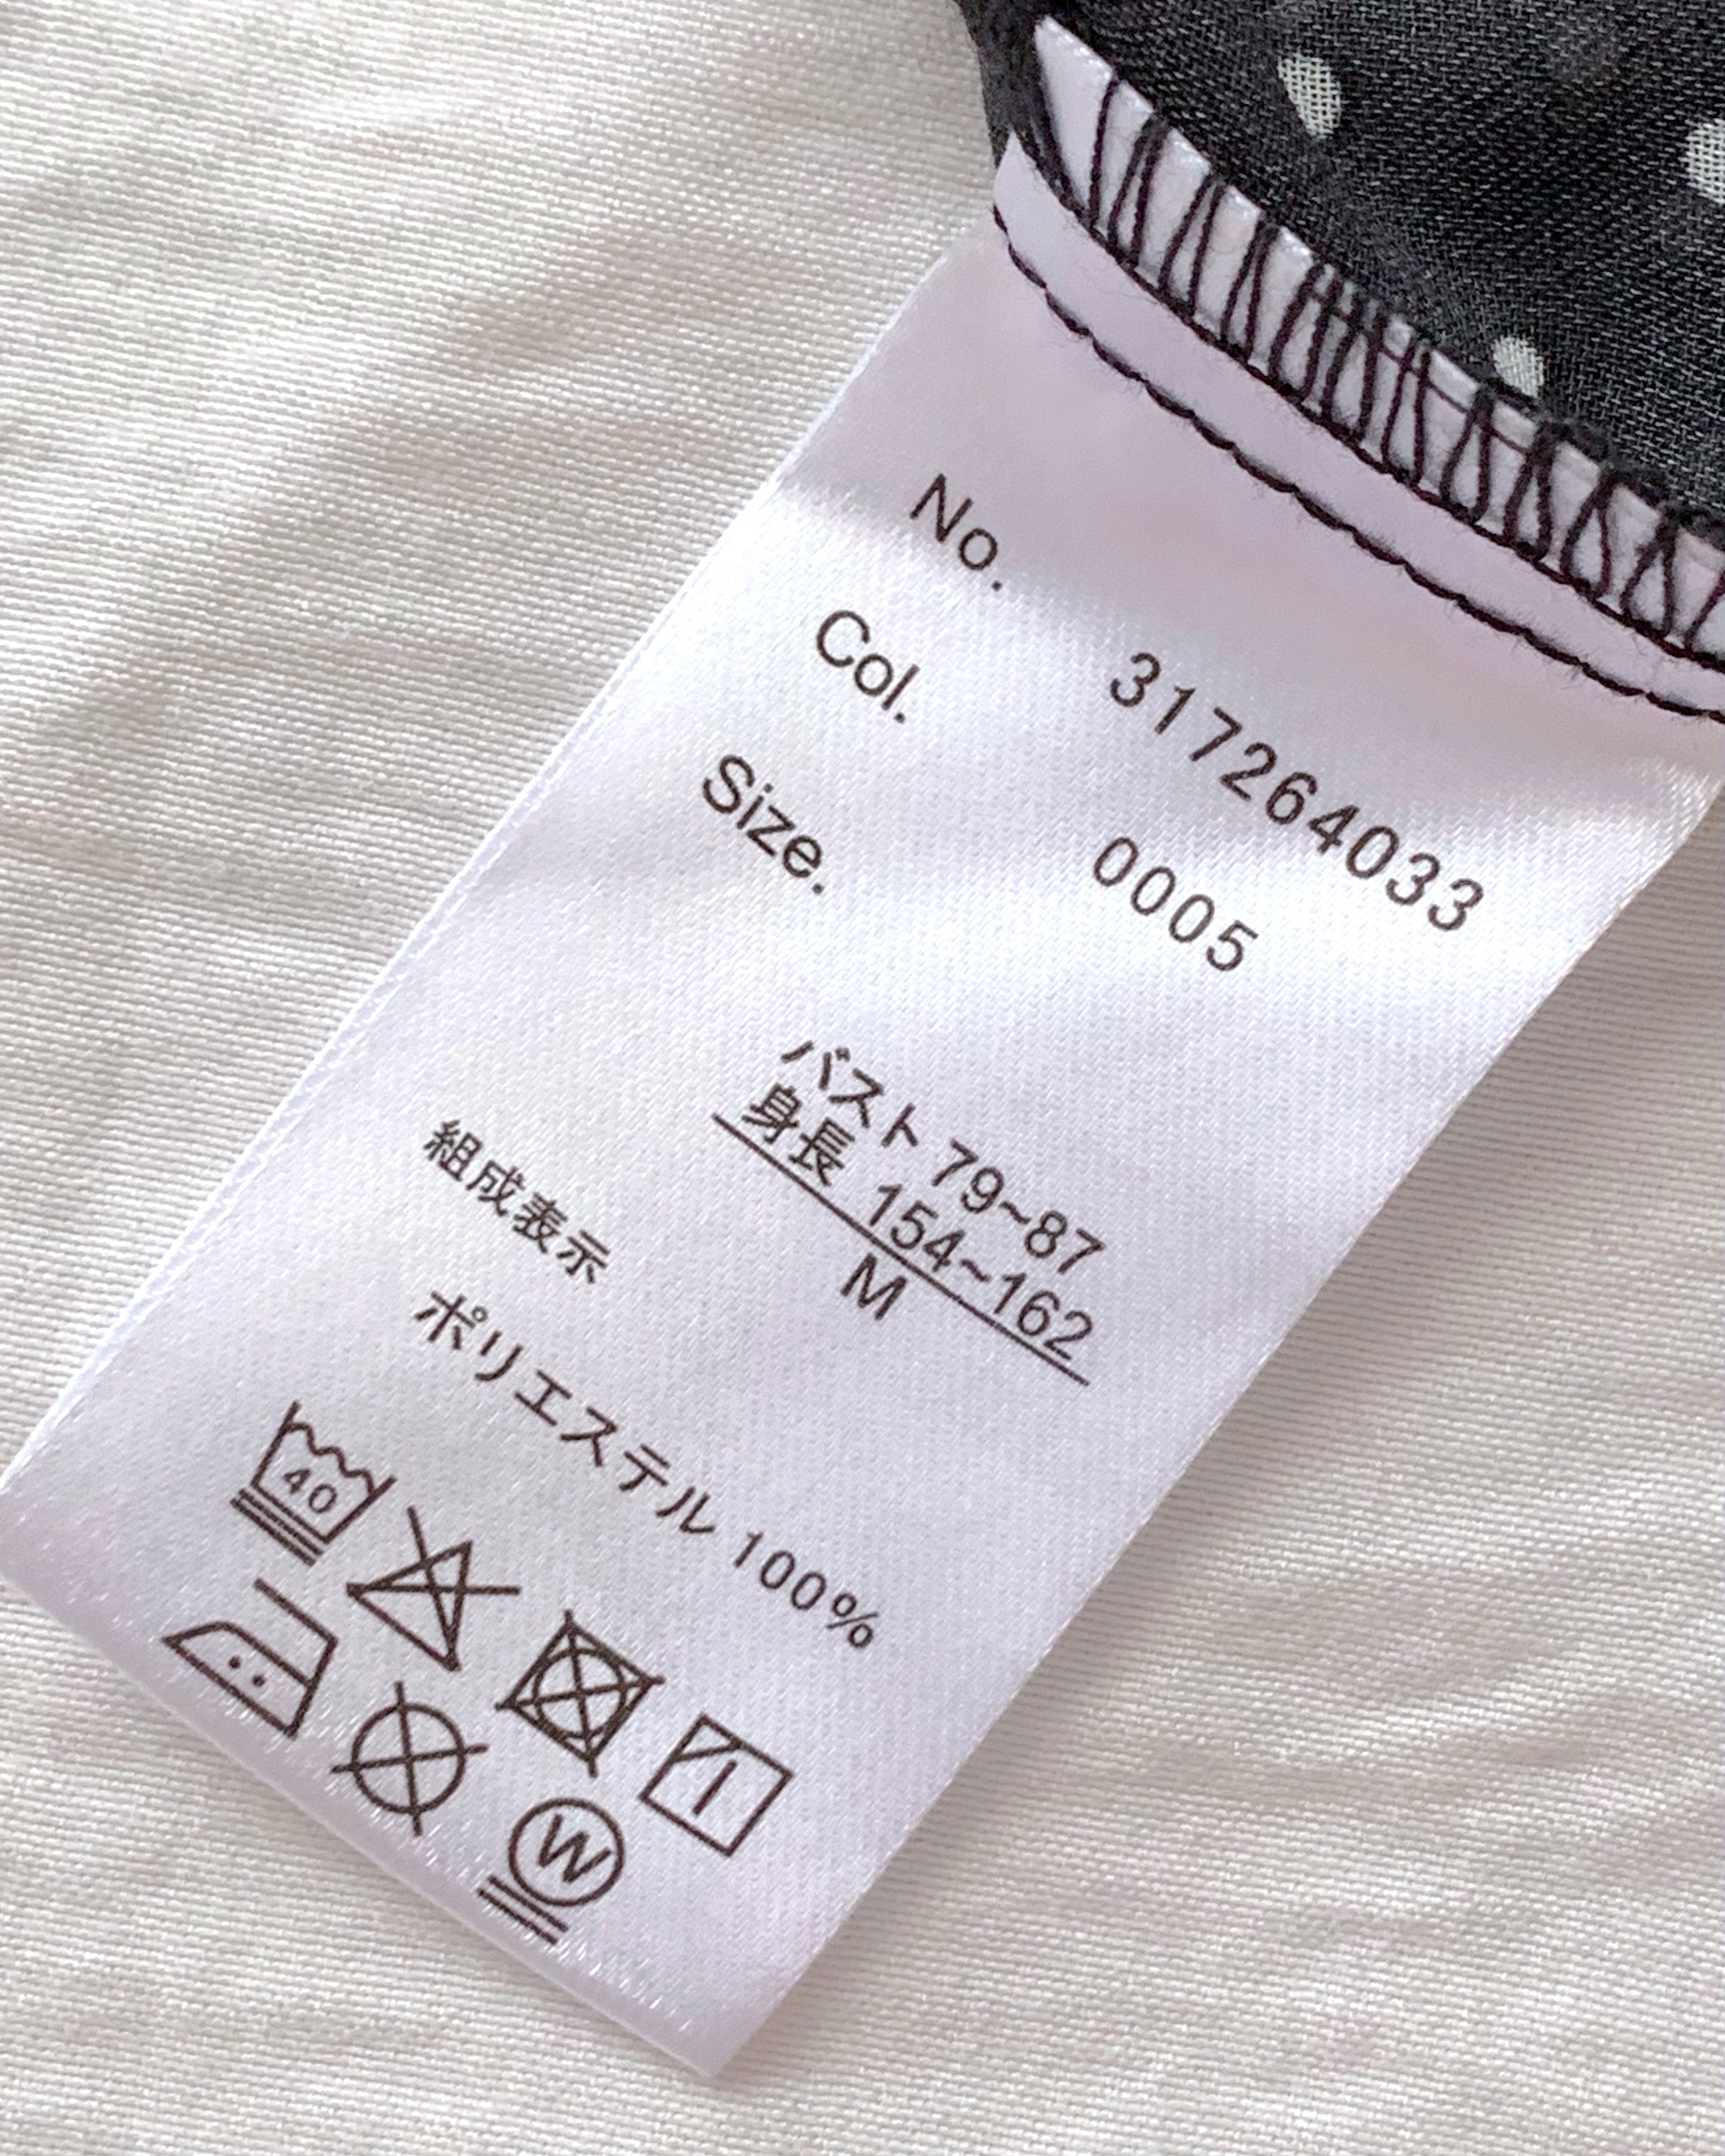 No. 317264033
Col. 0005
Size.
バスト 79~87
身長 154~162
M
組成表示
ポリエステル 100%
40
W